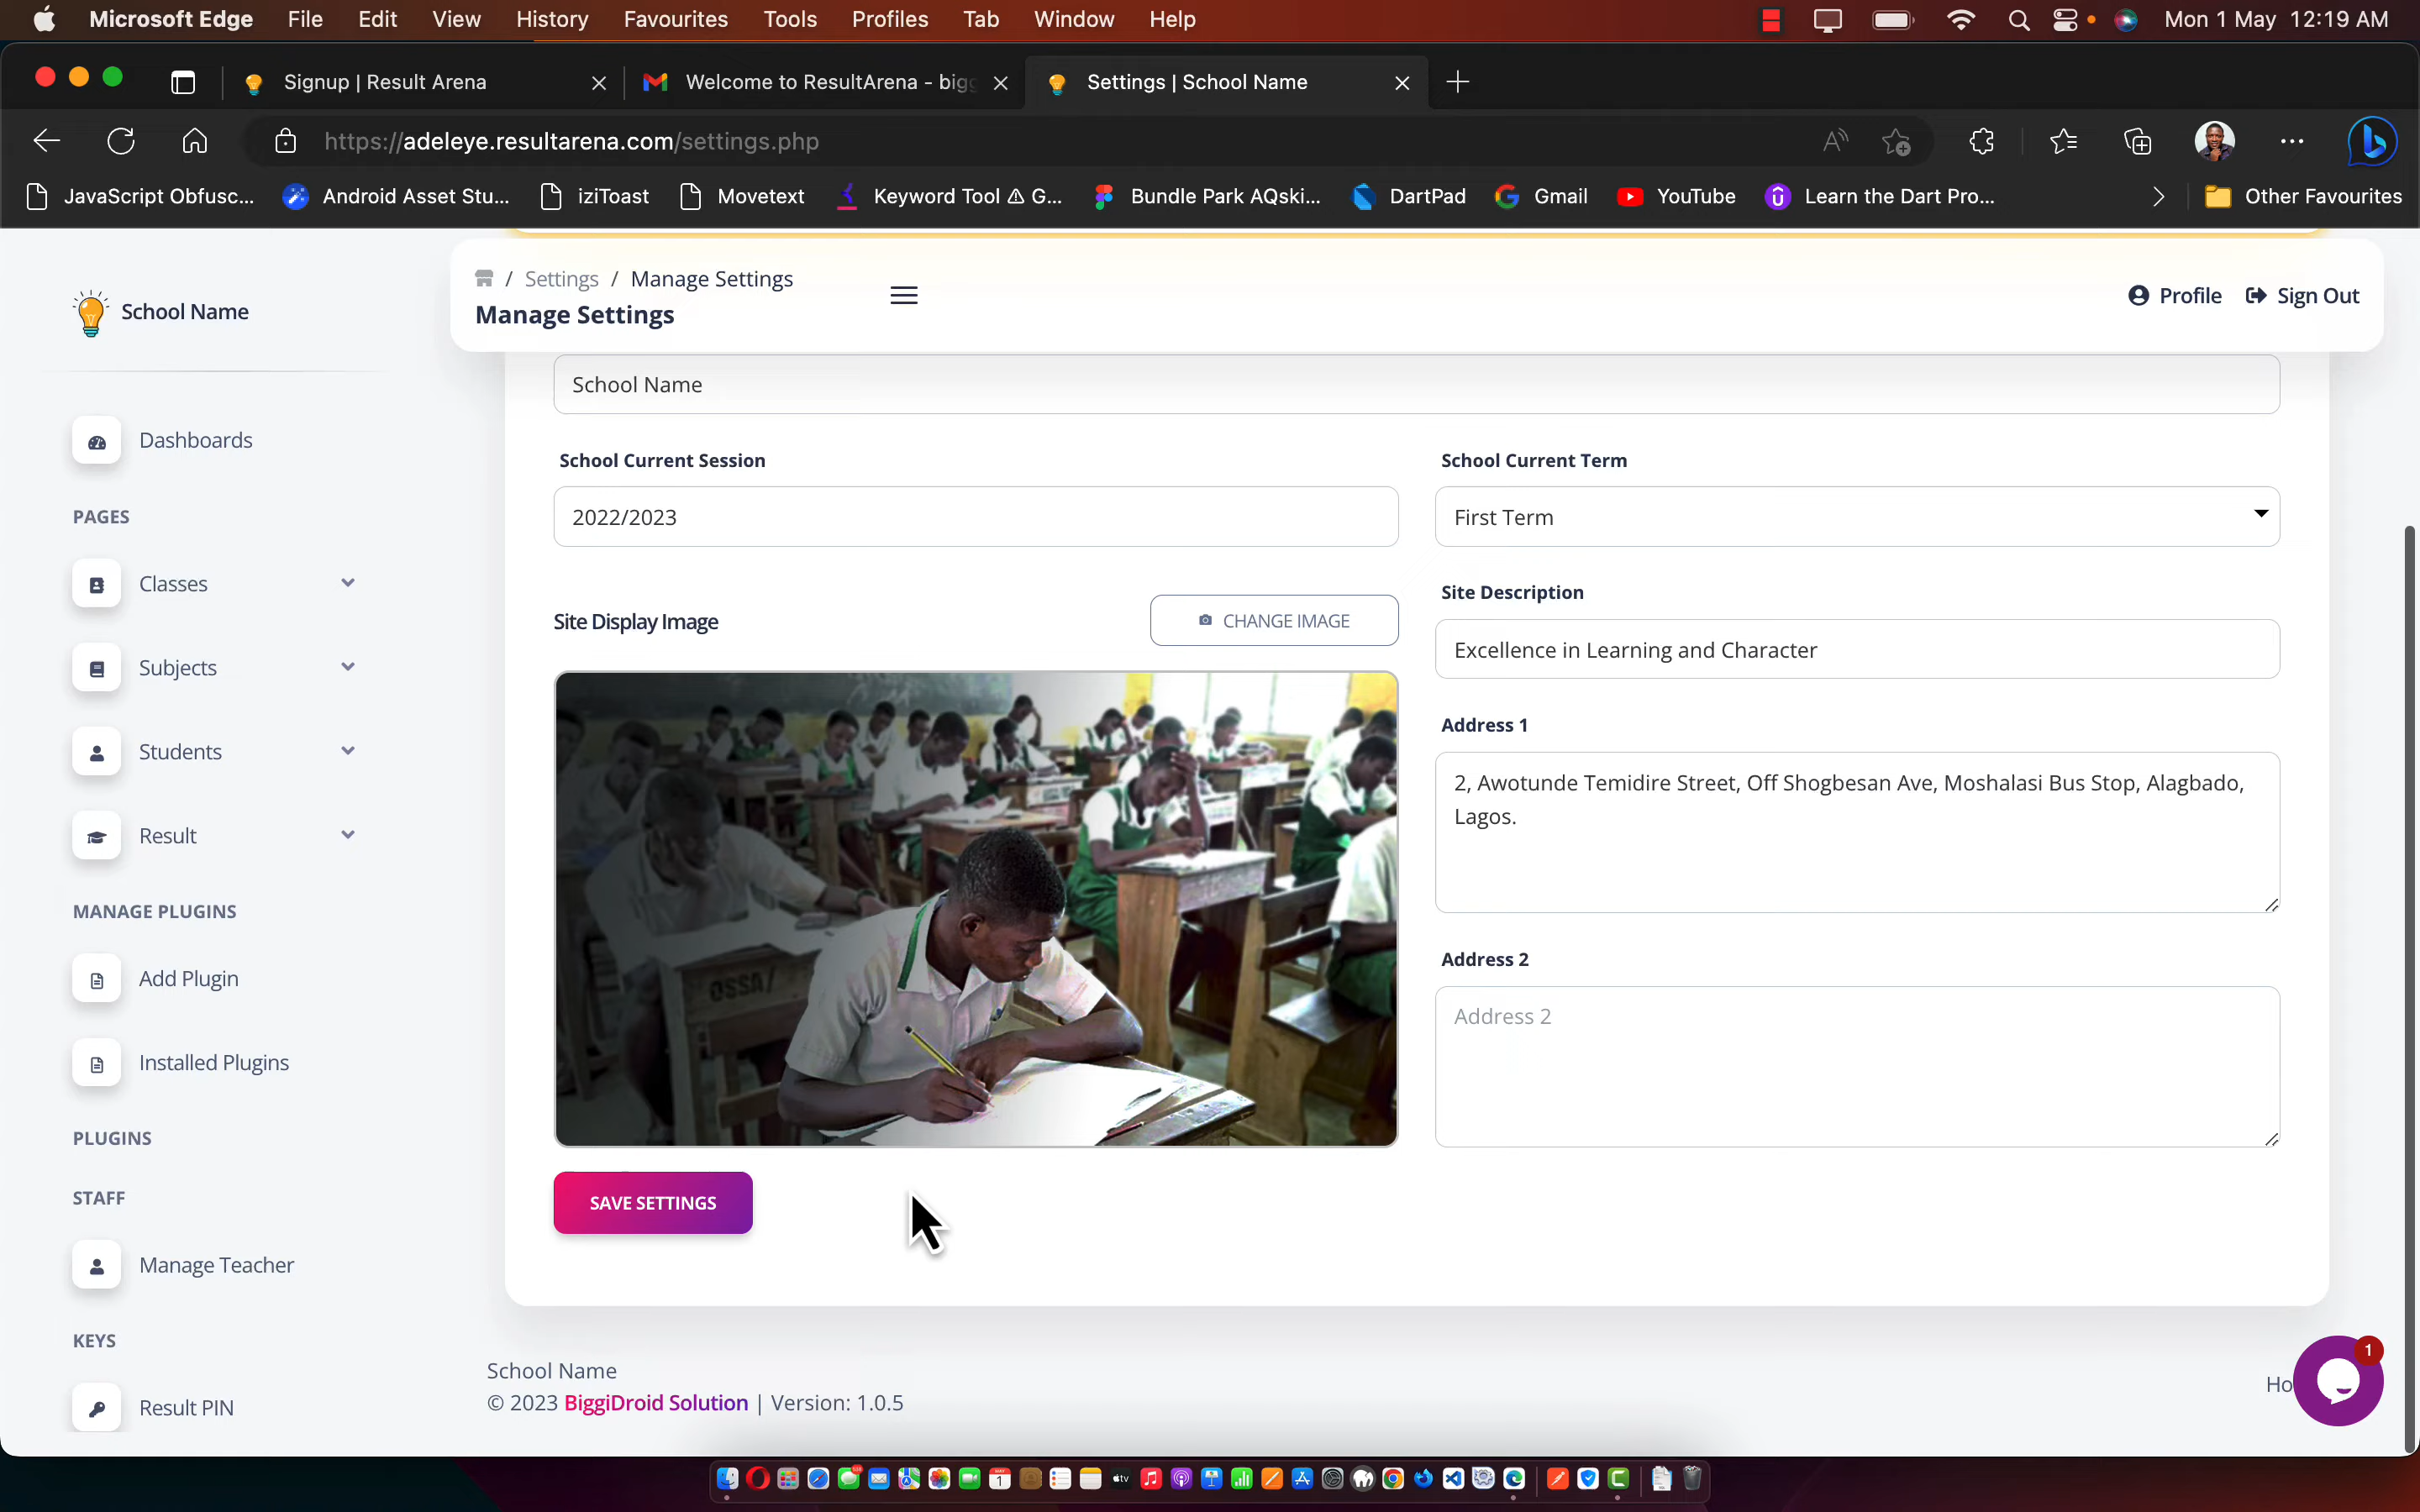 Microsoft Edge File Edit View History Favourites Tools Profiles Tab Window Help Mon 1 May 12:19 AM
Signup | Result Arena
Welcome to ResultArena - bigg
Settings | School Name
https://adeleye.resultarena.com/settings.php
JavaScript Obfusc...
Android Asset Stu...
iziToast
Movetext
Keyword Tool ⚠ G...
Bundle Park AQski...
DartPad
Gmail
YouTube
Learn the Dart Pro...
Other Favourites
School Name
/ Settings / Manage Settings
Manage Settings
Profile
Sign Out
Dashboards
PAGES
Classes
Subjects
Students
Result
MANAGE PLUGINS
Add Plugin
Installed Plugins
PLUGINS
STAFF
Manage Teacher
KEYS
Result PIN
School Name
School Current Session
2022/2023
School Current Term
First Term
Site Display Image
CHANGE IMAGE
OSSA/
Site Description
Excellence in Learning and Character
Address 1
2, Awotunde Temidire Street, Off Shogbesan Ave, Moshalasi Bus Stop, Alagbado,
Lagos.
Address 2
Address 2
SAVE SETTINGS
School Name
© 2023 BiggiDroid Solution | Version: 1.0.5
Ho
1